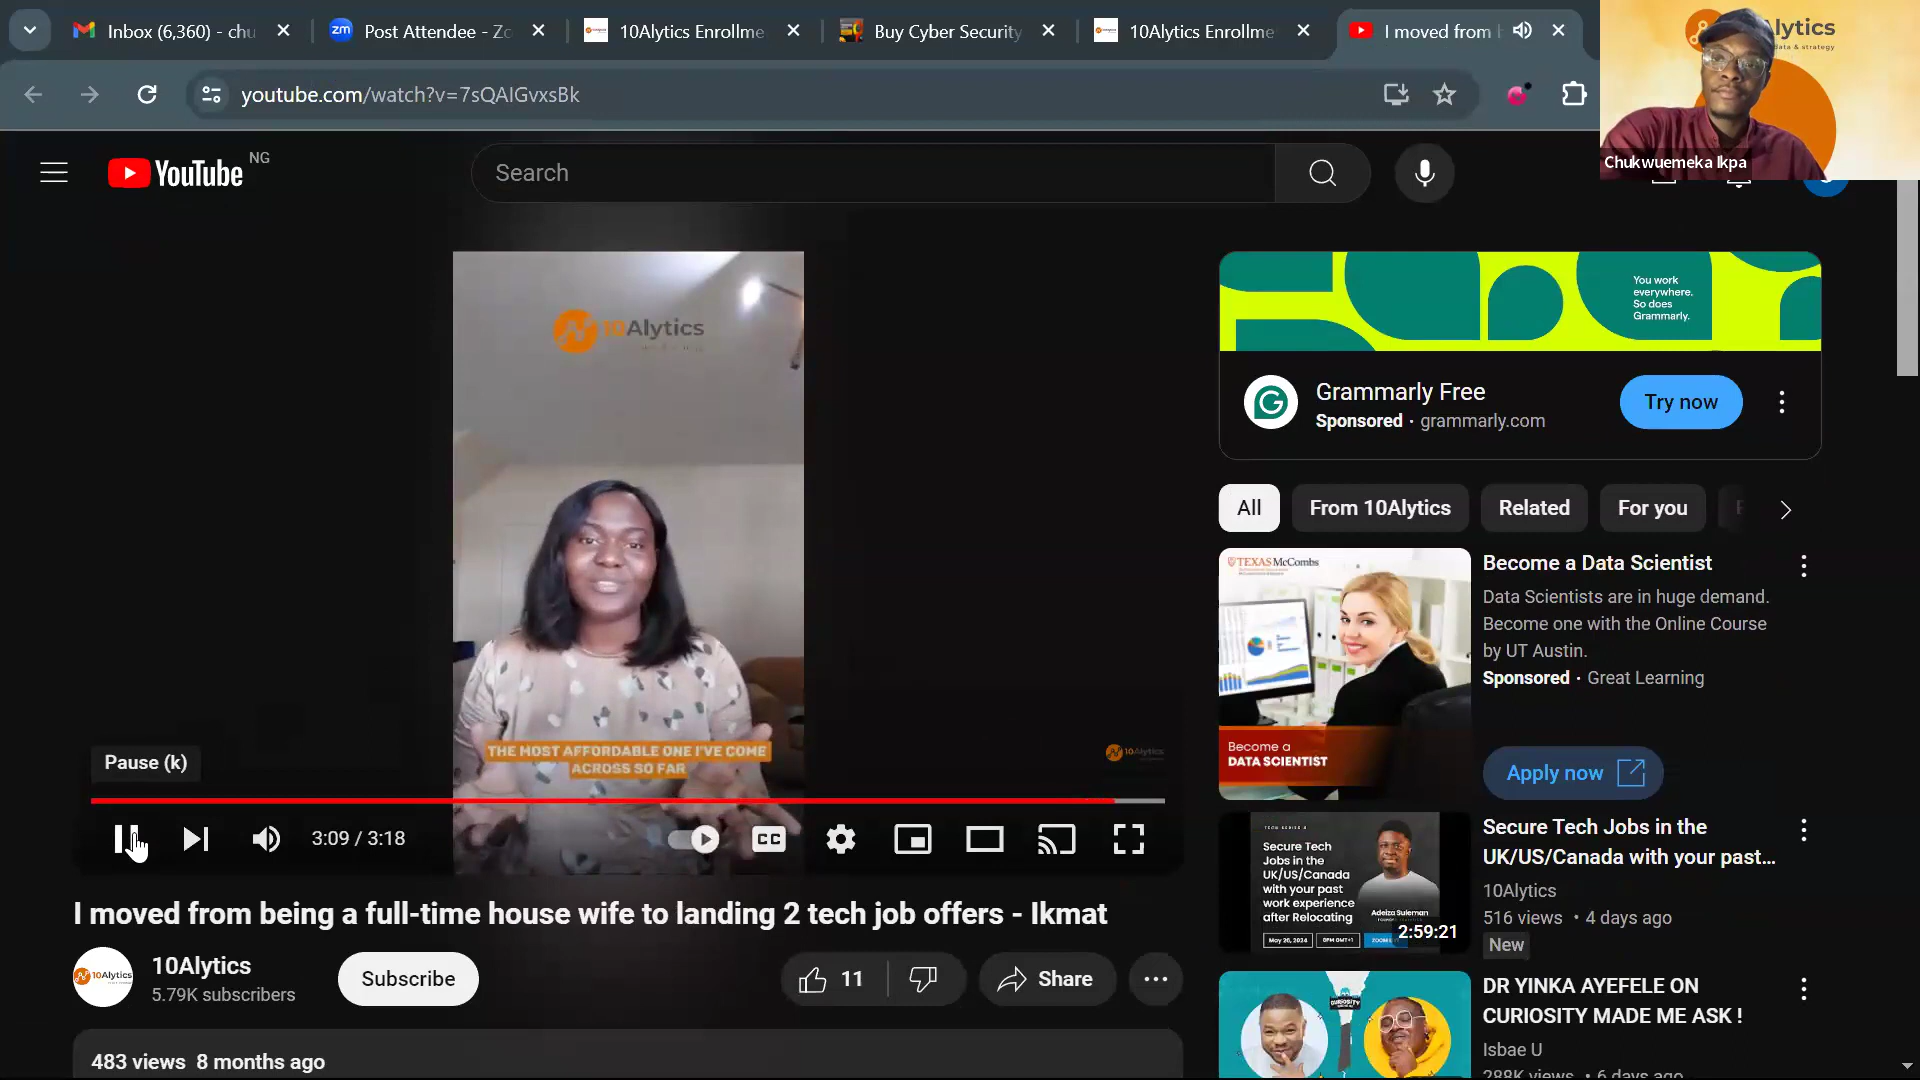 Inbox (6,360) - chu
Post Attendee - Zo
10Alytics Enrollme
Buy Cyber Security
10Alytics Enrollme
I moved from
youtube.com/watch?v=7sQAIGvxsBk
Chukwuemeka Ikpa
YouTube NG
Search
10Alytics
You work
everywhere.
So does
Grammarly.
Grammarly Free
Sponsored · grammarly.com
Try now
All
From 10Alytics
Related
For you
TEXAS McCombs
Become a
DATA SCIENTIST
Become a Data Scientist
Data Scientists are in huge demand.
Become one with the Online Course
by UT Austin.
Sponsored · Great Learning
Apply now
THE MOST AFFORDABLE ONE I'VE COME
ACROSS SO FAR
10Alytics
Pause (k)
3:09 / 3:18
CC
I moved from being a full-time house wife to landing 2 tech job offers - Ikmat
10Alytics
10Alytics
5.79K subscribers
Subscribe
11
Share
483 views 8 months ago
Secure Tech
Jobs in the
UK/US/Canada
with your past
work experience
after Relocating
Adeiza Suleman
May 26, 2024
2:59:21
Secure Tech Jobs in the
UK/US/Canada with your past...
10Alytics
516 views • 4 days ago
New
DR YINKA AYEFELE ON
CURIOSITY MADE ME ASK !
Isbae U
288K views • 6 days ago